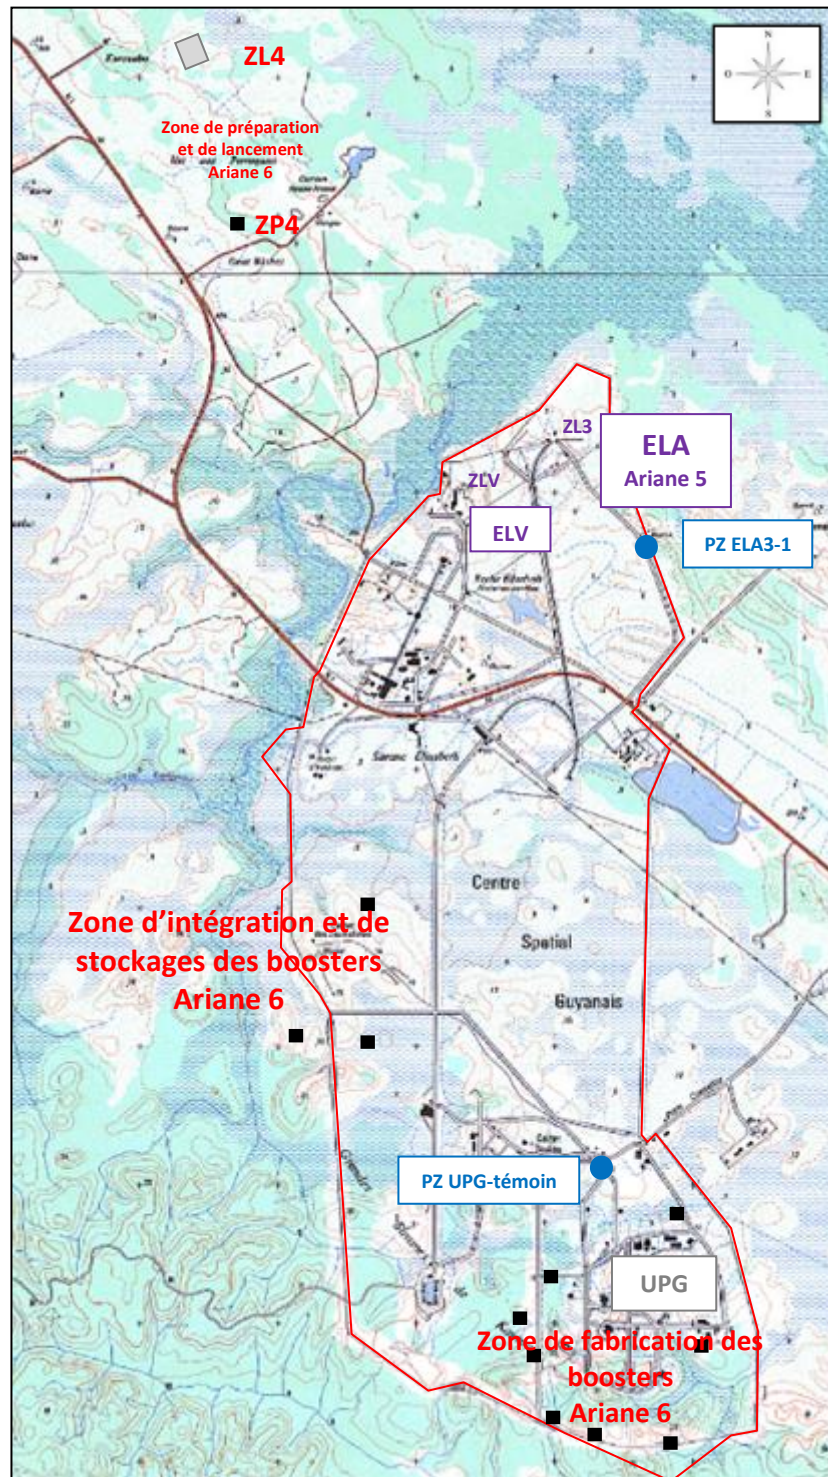 N
O
E
S
ZL4
Zone de préparation
et de lancement
Ariane 6
ZP4
ZL3
ELA
Ariane 5
ZLV
ELV
PZ ELA3-1
Centre
Spatial
Guyanais
Zone d'intégration et de
stockages des boosters
Ariane 6
PZ UPG-témoin
UPG
Zone de fabrication des
boosters
Ariane 6